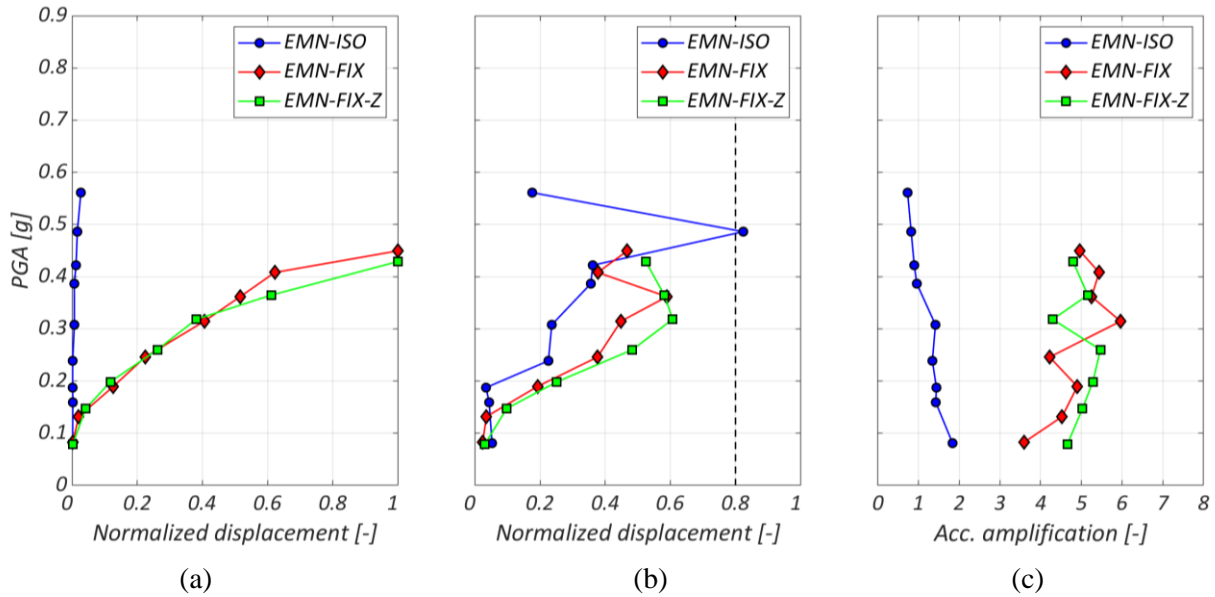 0.9
0.8
0.7
0.6
0.5
0.4
0.3
0.2
0.1
0
PGA [g]
EMN-ISO
EMN-FIX
EMN-FIX-Z
0 0.2 0.4 0.6 0.8 1
Normalized displacement [-]
(a)
EMN-ISO
EMN-FIX
EMN-FIX-Z
0 0.2 0.4 0.6 0.8 1
Normalized displacement [-]
(b)
EMN-ISO
EMN-FIX
EMN-FIX-Z
0 1 2 3 4 5 6 7 8
Acc. amplification [-]
(c)